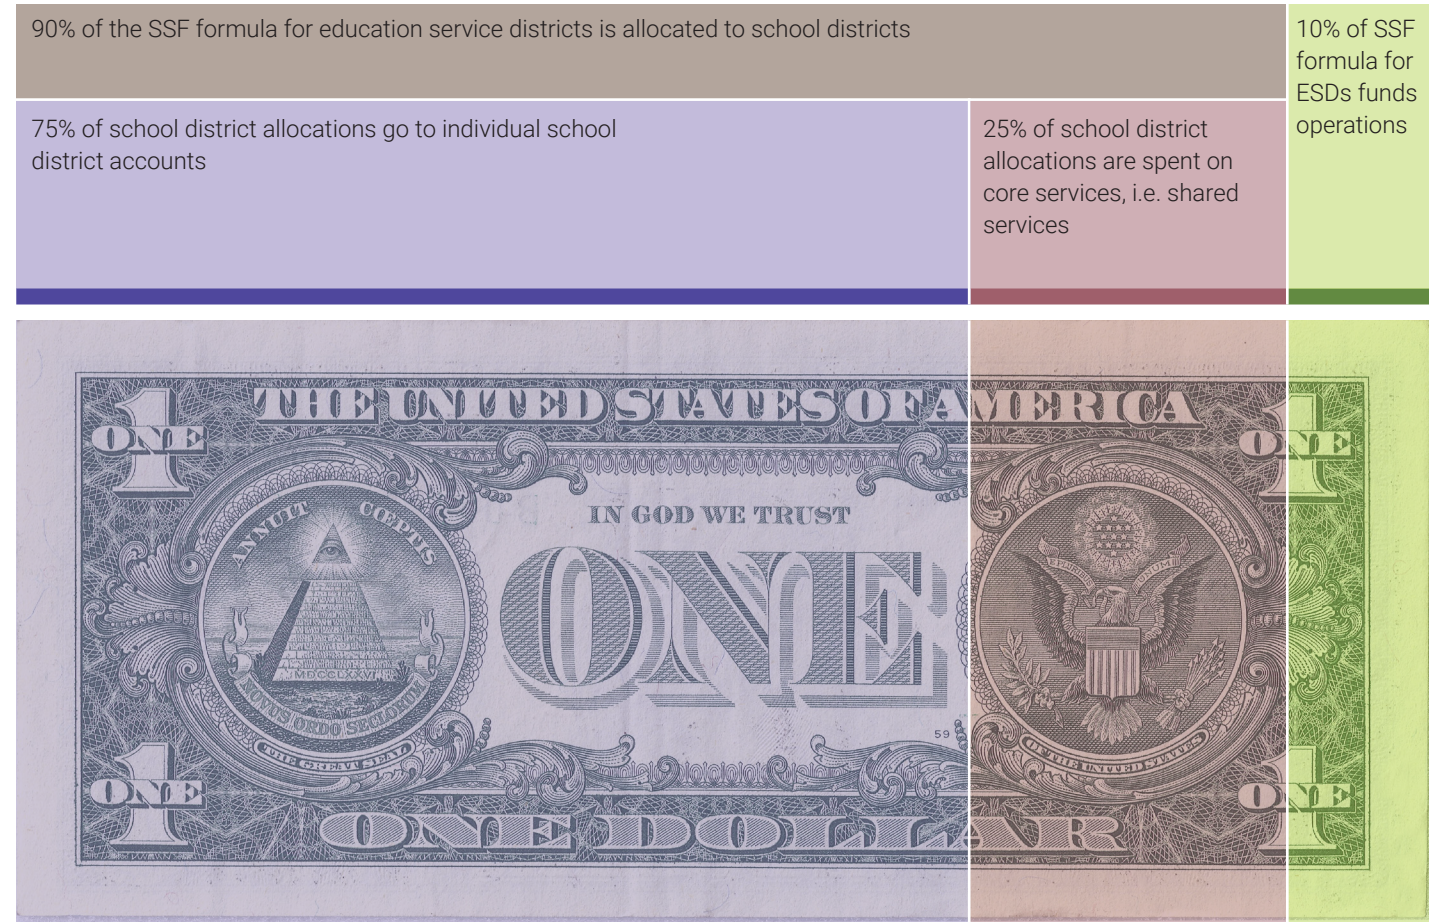 90% of the SSF formula for education service districts is allocated to school districts
10% of SSF
formula for
ESDs funds
operations
75% of school district allocations go to individual school
district accounts
25% of school district
allocations are spent on
core services, i.e. shared
services
THE UNITED STATES OF AMERICA
ONE
ONE
ANNUIT COEPTIS
IN GOD WE TRUST
ONE
E PLURIBUS UNUM
MDCCLXXVI
NOVUS ORDO SECLORUM
59
THE GREAT SEAL
OF THE UNITED STATES
ONE
ONE
ONE DOLLAR